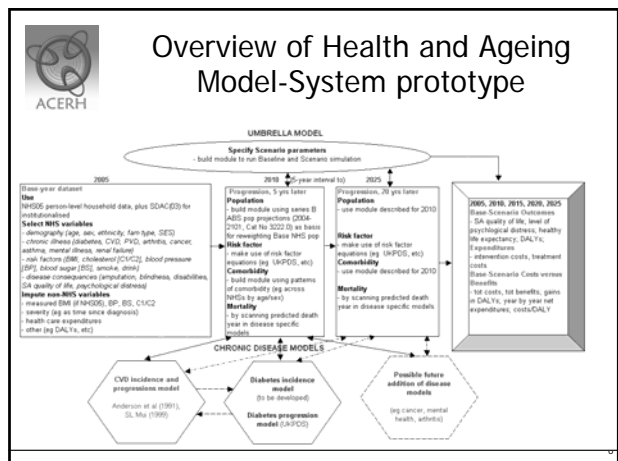 ACERH
Overview of Health and Ageing
Model-System prototype
UMBRELLA MODEL
Specify Scenario parameters
- build module to run Baseline and Scenario simulation
2005
2010 (5-year interval to) 2025
Base-year dataset
Use
NHS05 person-level household data, plus SDAC(03) for
institutionalised
Select NHS variables
- demography (age, sex, ethnicity, fam type, SES)
- chronic illness (diabetes, CVD, PVD, arthritis, cancer,
asthma, mental illness, renal failure)
- risk factors (BMI, cholesterol [C1/C2], blood pressure
[BP], blood sugar [BS], smoke, drink)
- disease consequences (amputation, blindness, disabilities,
SA quality of life, psychological distress)
Impute non-NHS variables
- measured BMI (if NHS05), BP, BS, C1/C2
- severity (eg as time since diagnosis)
- health care expenditures
- other (eg DALYs, etc)
Progression, 5 yrs later
Population
- build module using series B
ABS pop projections (2004-
2101, Cat No 3222.0) as basis
for reweighting Basis NHS pop
Risk factor
- make use of risk factor
equations (eg UKPDS, etc)
Comorbidity
- build module using patterns
of comorbidity (eg across
NHSs by age/sex)
Mortality
- by scanning predicted death
year in disease specific
models
Progression, 20 yrs later
Population
- use module described for 2010
Risk factor
- make use of risk factor
equations (eg UKPDS, etc)
Comorbidity
- use module described for 2010
Mortality
- by scanning predicted death
year in disease specific models
2005, 2010, 2015, 2020, 2025
Base-Scenario Outcomes
- SA quality of life; level of
psychological distress; healthy
life expectancy; DALYs;
Expenditures
- intervention costs, treatment
costs
Base-Scenario Costs versus
Benefits
- tot costs, tot benefits, gains
in DALYs; year by year net
expenditures; costs/DALY
CHRONIC DISEASE MODELS
CVD incidence and
progressions model
Anderson et al (1991),
SL Mui (1999)
Diabetes incidence
model
(to be developed)
Diabetes progression
model (UKPDS)
Possible future
addition of disease
models
(eg cancer, mental
health, arthritis)